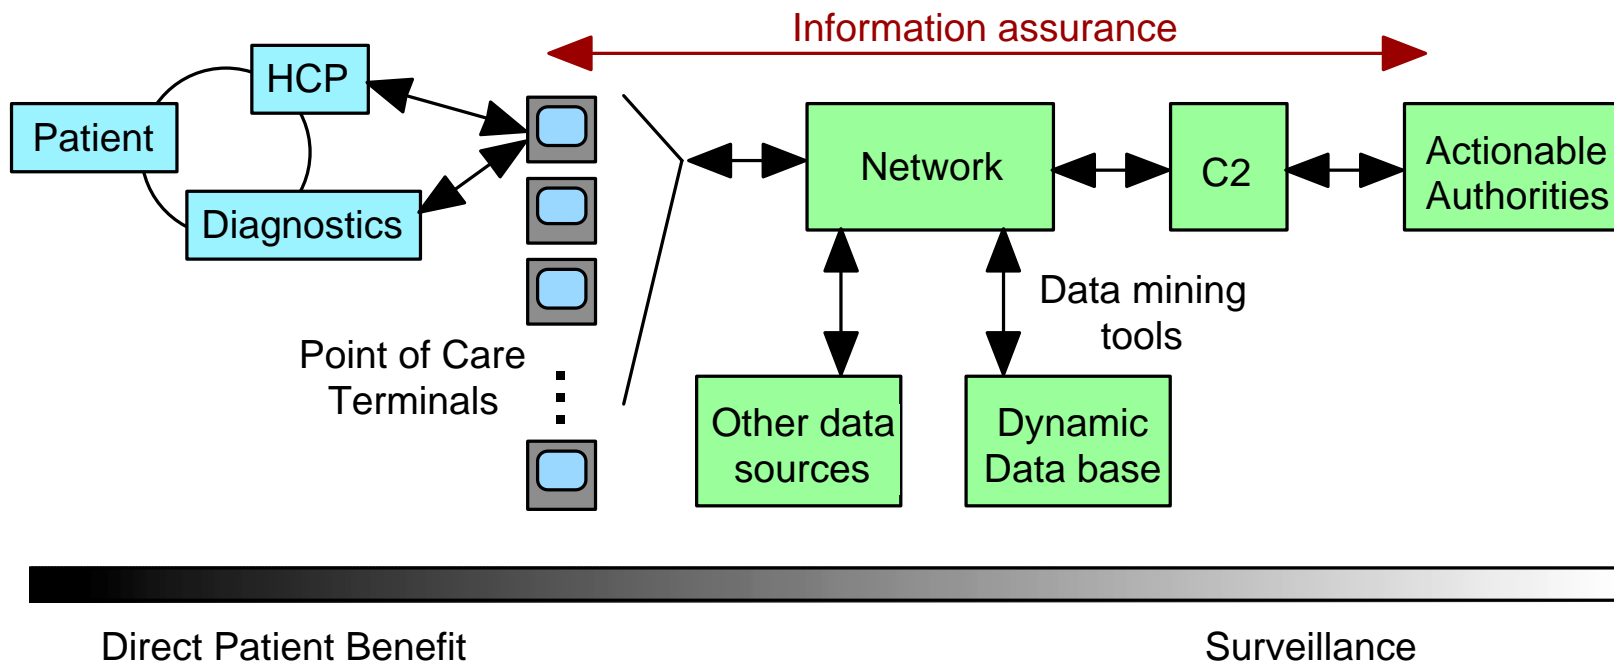 Information assurance
HCP
Patient
Diagnostics
Network
C2
Actionable
Authorities
Data mining
tools
Point of Care
Terminals
Other data
sources
Dynamic
Data base
Direct Patient Benefit
Surveillance